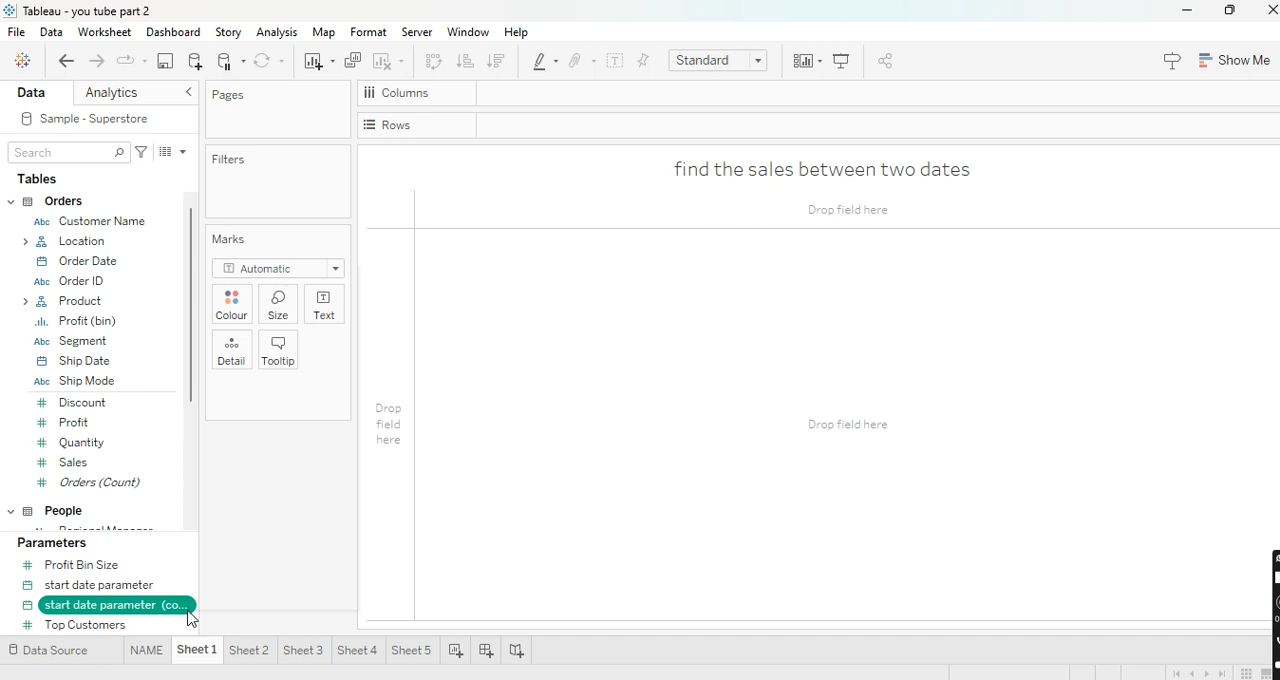 Tableau - you tube part 2
File Data Worksheet Dashboard Story Analysis Map Format Server Window Help
Standard
Show Me
Data Analytics
Pages
Columns
Sample - Superstore
Rows
Search
Filters
find the sales between two dates
Tables
Orders
Abc Customer Name
Location
Order Date
Abc Order ID
Product
Profit (bin)
Abc Segment
Ship Date
Abc Ship Mode
Discount
Profit
Quantity
Sales
Orders (Count)
People
Parameters
Profit Bin Size
start date parameter
start date parameter (co...
Top Customers
Marks
Automatic
Colour Size Text
Detail Tooltip
Drop field here
Drop
field
here
Drop field here
Data Source NAME Sheet 1 Sheet 2 Sheet 3 Sheet 4 Sheet 5